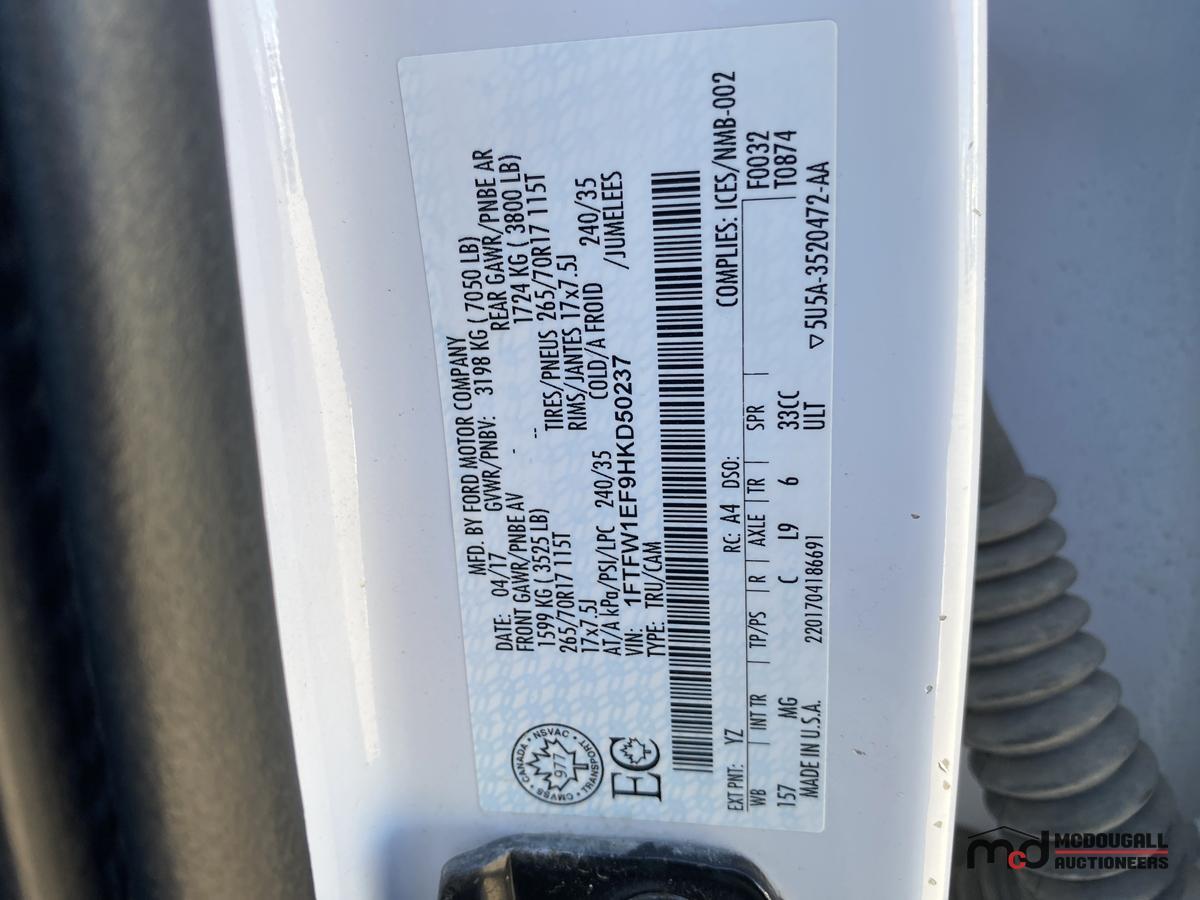 MFD. BY FORD MOTOR COMPANY
DATE: 04/17 GVWR/PNBV: 3198 KG ( 7050 LB)
FRONT GAWR/PNBE AV - REAR GAWR/PNBE AR
1599 KG ( 3525 LB) -- 1724 KG ( 3800 LB)
265/70R17 115T TIRES/PNEUS 265/70R17 115T
17x7.5J RIMS/JANTES 17x7.5J
AT/A kPa/PSI/LPC 240/35 COLD/A FROID 240/35
VIN: 1FTFW1EF9HKD50237 /JUMELEES
TYPE: TRU/CAM
CANADA • NSVAC • TRANSPORT • CMVSS •
977
EC
COMPLIES: ICES/NMB-002
EXT PNT: YZ RC: A4 DSO: F0032
WB INT TR TP/PS R AXLE TR SPR T0874
157 MG C L9 6 33CC
MADE IN U.S.A. 2201704186691 ULT ▽5U5A-3520472-AA
mcd MCDOUGALL
AUCTIONEERS